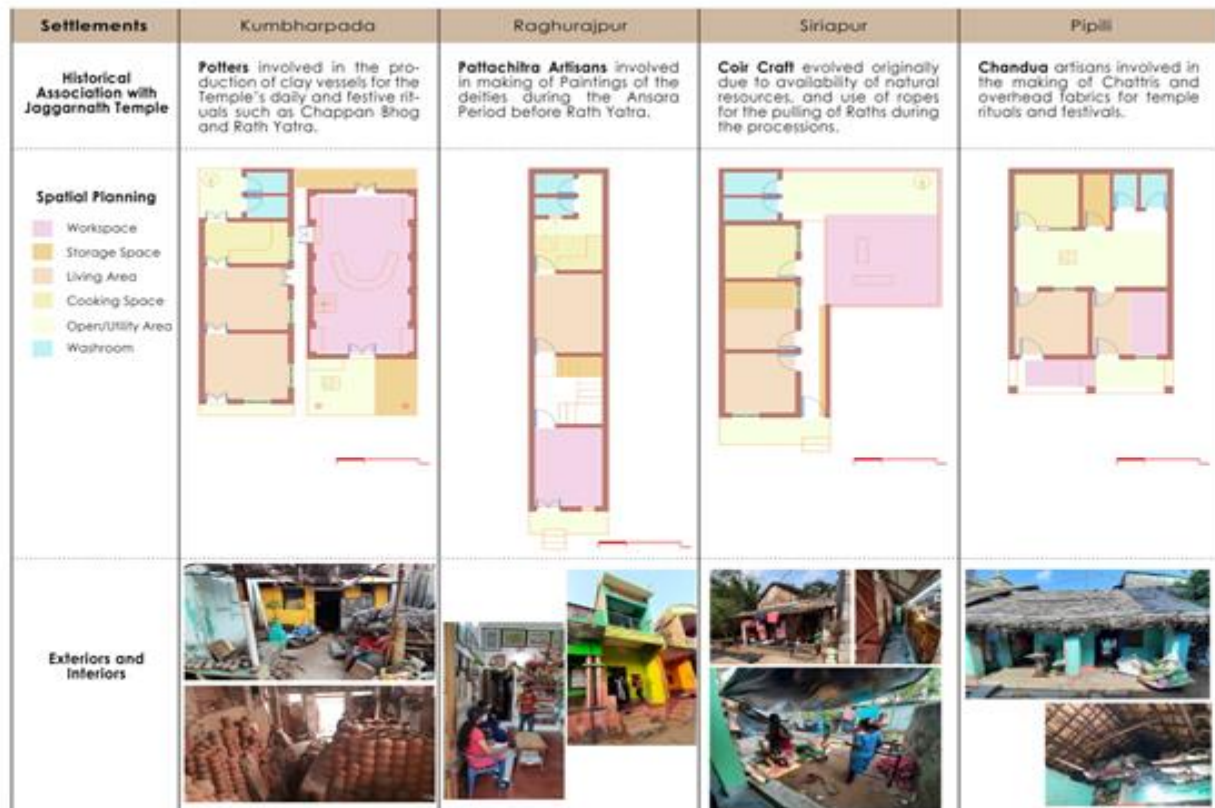 Settlements
Kumbharpada
Raghurajpur
Siriapur
Pipili
Historical
Association with
Jaggarnath Temple
Potters involved in the pro-
duction of clay vessels for the
Temple's daily and festive rit-
uals such as Chappan Bhog
and Rath Yatra.
Pattachitra Artisans involved
in making of Paintings of the
deities during the Ansara
Period before Rath Yatra.
Coir Craft evolved originally
due to availability of natural
resources, and use of ropes
for the pulling of Raths during
the processions.
Chandua artisans involved in
the making of Chattris and
overhead fabrics for temple
rituals and festivals.
Spatial Planning
Workspace
Storage Space
Living Area
Cooking Space
Open/Utility Area
Washroom
Exteriors and
Interiors